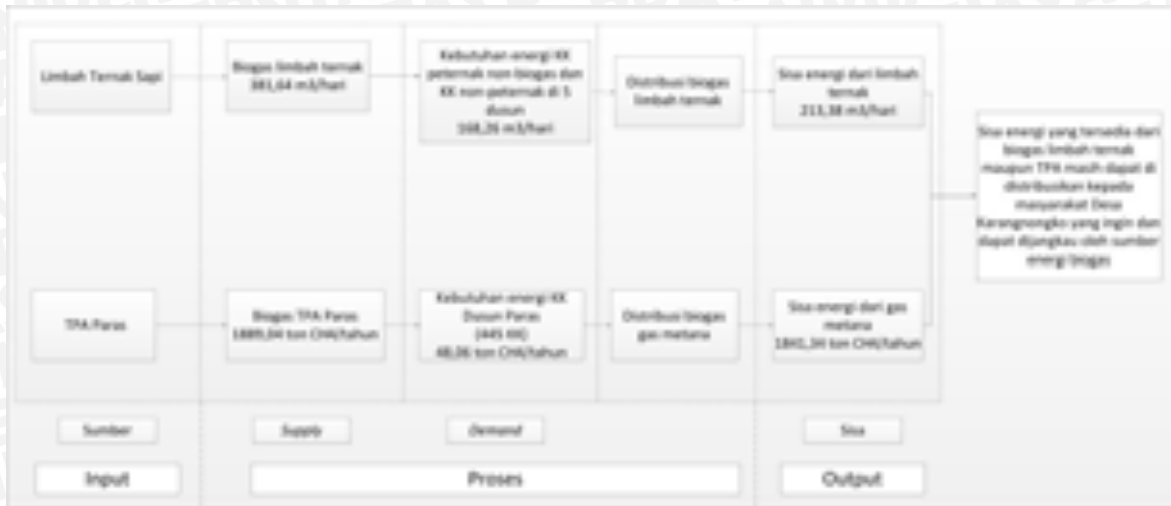 Limbah Ternak Sapi
Biogas limbah ternak
381,64 m3/hari
Kebutuhan energi KK
peternak non biogas dan
KK non peternak di 5
dusun
168,26 m3/hari
Distribusi biogas
limbah ternak
Sisa energi dari limbah
ternak
213,38 m3/hari
Sisa energi yang tersedia dari
biogas limbah ternak
maupun TPA masih dapat di
distribusikan kepada
masyarakat Desa
Karangnongko yang ingin dan
dapat dijangkau oleh sumber
energi biogas
TPA Paras
Biogas TPA Paras
ton CH4/tahun
Kebutuhan energi KK
Dusun Paras
(445 KK)
48,06 ton CH4/tahun
Distribusi biogas
gas metana
Sisa energi dari gas
metana
ton CH4/tahun
Sumber
Supply
Demand
Sisa
Input
Proses
Output